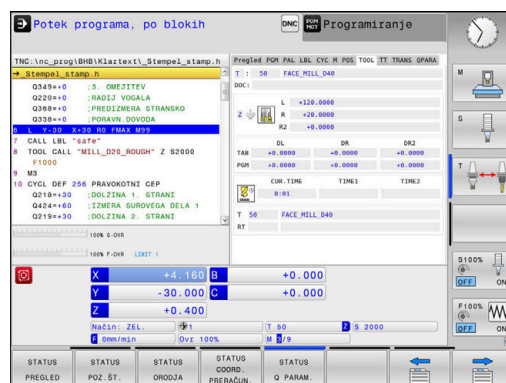 Potek programa, po blokih
DNC
Programiranje
TNC:\nc_prog\BHB\Klartext\_Stempel_stamp.h
→_Stempel_stamp.h
Q349=+0 ;3. OMEJITEV
Q220=+0 ;RADIJ VOGALA
Q368=+0 ;PREDIZMERA STRANSKO
Q338=+0 ;PORAVN.DOVODA
6 L Y-30 X+30 R0 FMAX M99
7 CALL LBL "safe"
8 TOOL CALL "MILL_D20_ROUGH" Z S2000
F1000
9 M3
10 CYCL DEF 256 PRAVOKOTNI CEP
Q218=+30 ;DOLZINA 1. STRANI
Q424=+60 ;IZMERA SUROVEGA DELA 1
Q219=+30 ;DOLZINA 2. STRANI
100% S-OVR
100% F-OVR LIMIT 1
Pregled PGM PAL LBL CYC M POS TOOL TT TRANS QPARA
T : 50 FACE_MILL_D40
DOC:
Z L +120.0000
R +20.0000
R2 +0.0000
DL DR DR2
TAB +0.0000 +0.0000 +0.0000
PGM +0.0000 +0.0000 +0.0000
CUR.TIME TIME1 TIME2
0:01
T 50 FACE_MILL_D40
RT
X +4.160 B +0.000
Y -30.000 C +0.000
Z +0.400
Način: ZEL. 1 T 50 Z S 2000
F 0mm/min Ovr 100% M 3/9
M
S
T
S100%
OFF ON
F100%
OFF ON
STATUS PREGLED
STATUS POZ.ŠT.
STATUS ORODJA
STATUS COORD. PRERAČUN.
STATUS Q PARAM.